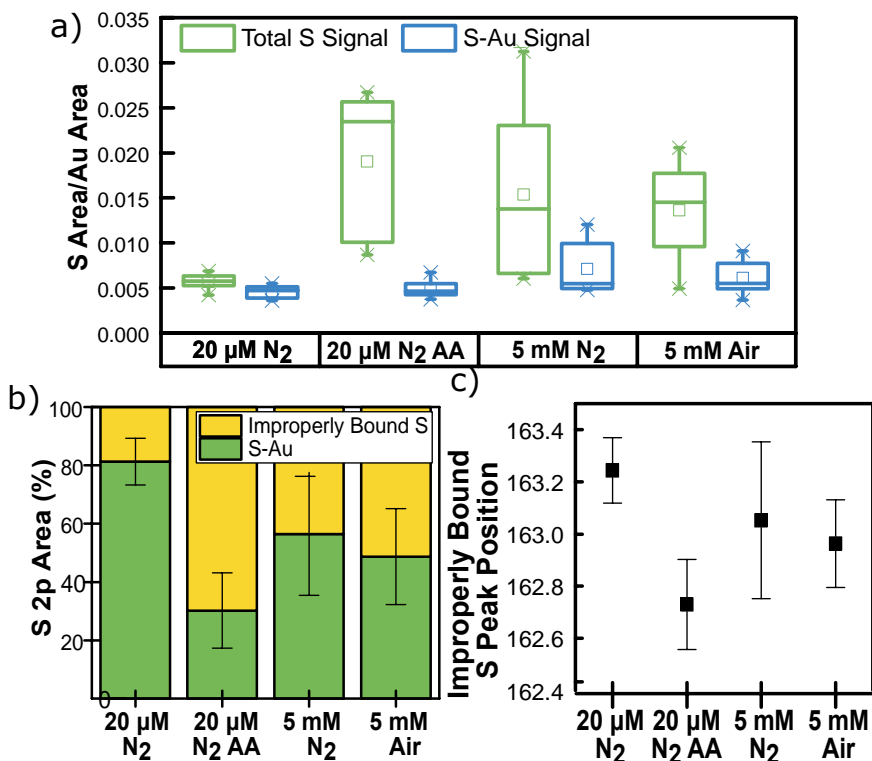 a)
Total S Signal
S-Au Signal
S Area/Au Area
0.035
0.030
0.025
0.020
0.015
0.010
0.005
0.000
20 µM N2
20 µM N2 AA
5 mM N2
5 mM Air
b)
S 2p Area (%)
100
80
60
40
20
0
Improperly Bound S
S-Au
20 µM
N2
20 µM
N2 AA
5 mM
N2
5 mM
Air
c)
Improperly Bound
S Peak Position
163.4
163.2
163.0
162.8
162.6
162.4
20 µM
N2
20 µM
N2 AA
5 mM
N2
5 mM
Air